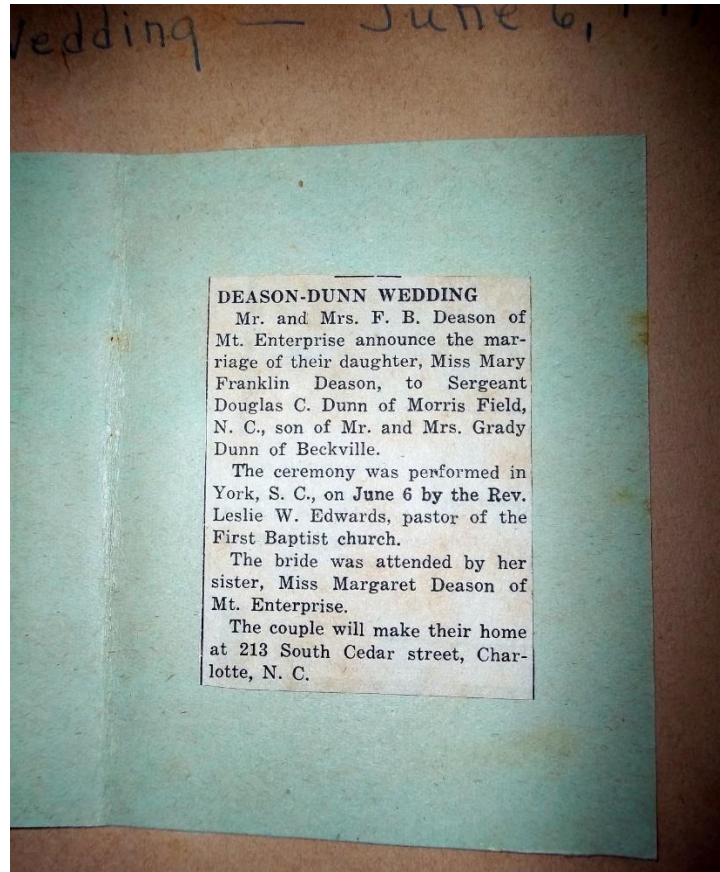 Wedding — June 6,
DEASON-DUNN WEDDING
Mr. and Mrs. F. B. Deason of
Mt. Enterprise announce the mar-
riage of their daughter, Miss Mary
Franklin Deason, to Sergeant
Douglas C. Dunn of Morris Field,
N. C., son of Mr. and Mrs. Grady
Dunn of Beckville.
The ceremony was performed in
York, S. C., on June 6 by the Rev.
Leslie W. Edwards, pastor of the
First Baptist church.
The bride was attended by her
sister, Miss Margaret Deason of
Mt. Enterprise.
The couple will make their home
at 213 South Cedar street, Char-
lotte, N. C.